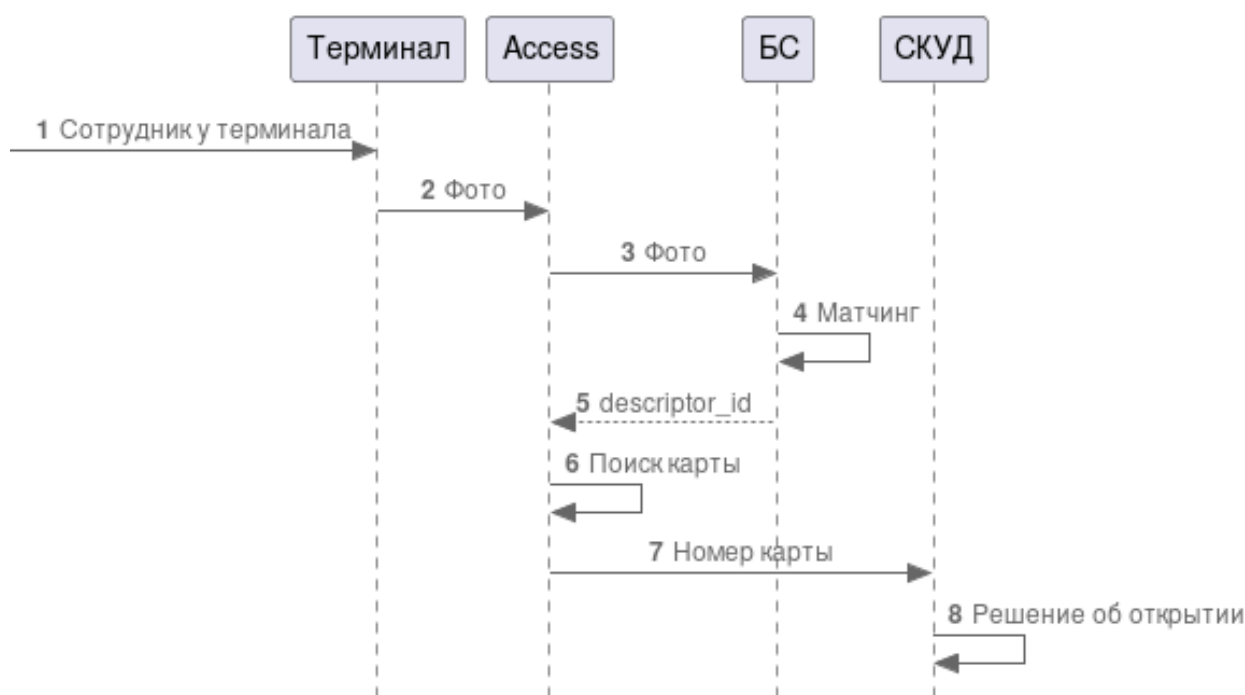 Терминал Access БС СКУД
1 Сотрудник у терминала
2 Фото
3 Фото
4 Матчинг
5 descriptor_id
6 Поиск карты
7 Номер карты
8 Решение об открытии